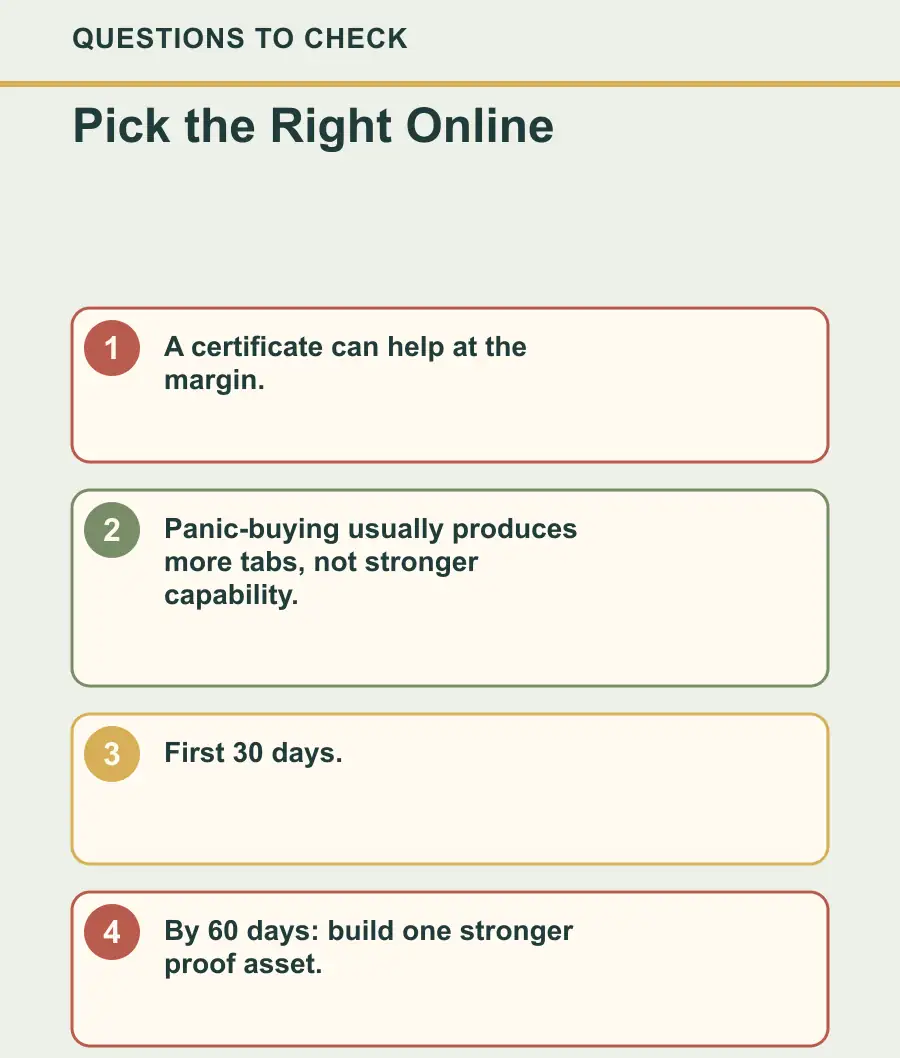 QUESTIONS TO CHECK
Pick the Right Online
1
A certificate can help at the
margin.
2
Panic-buying usually produces
more tabs, not stronger
capability.
3
First 30 days.
4
By 60 days: build one stronger
proof asset.